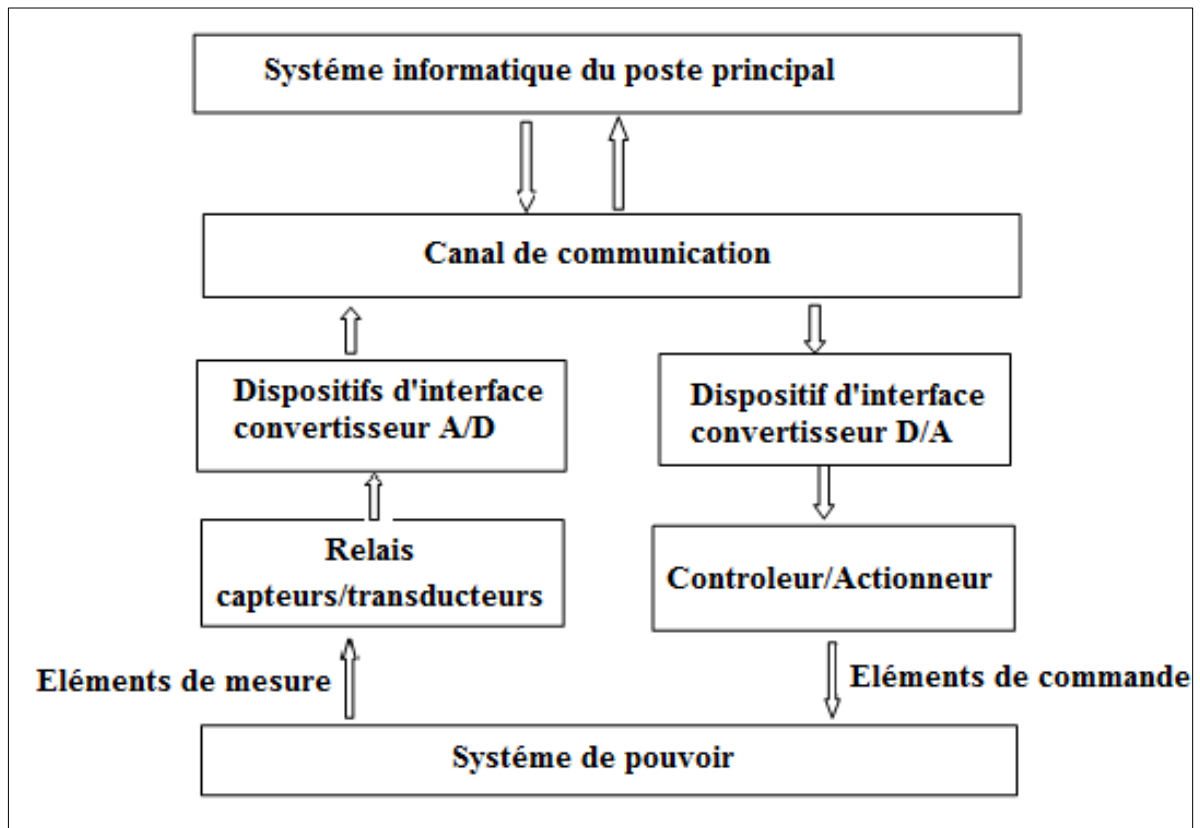 Systéme informatique du poste principal
Canal de communication
Dispositifs d'interface
convertisseur A/D
Dispositif d'interface
convertisseur D/A
Relais
capteurs/transducteurs
Controleur/Actionneur
Eléments de mesure
Eléments de commande
Systéme de pouvoir